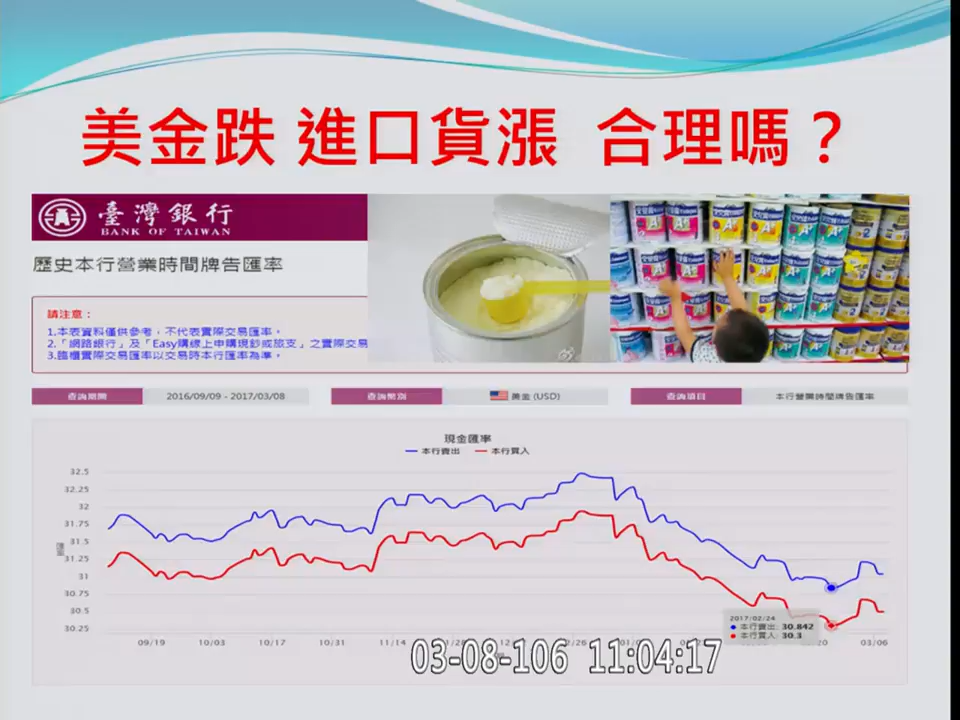 美金跌 進口貨漲 合理嗎？
臺灣銀行
BANK OF TAIWAN
歷史本行營業時間牌告匯率
請注意：
1.本表資料僅供參考，不代表實際交易匯率。
2.「網路銀行」及「Easy購線上申購現鈔或旅支」之實際交易
3.臨櫃實際交易匯率以交易時本行匯率為準。
查詢期間 2016/09/09 - 2017/03/08 查詢幣別 美金 (USD) 查詢項目 本行營業時間牌告匯率
現金匯率
本行賣出 本行買入
32.5
32.25
32
31.75
31.5
31.25
31
30.75
30.5
30.25
匯率
2017/02/24
本行賣出: 30.842
本行買入: 30.3
09/19 10/03 10/17 10/31 11/14 03/06
03-08-106 11:04:17